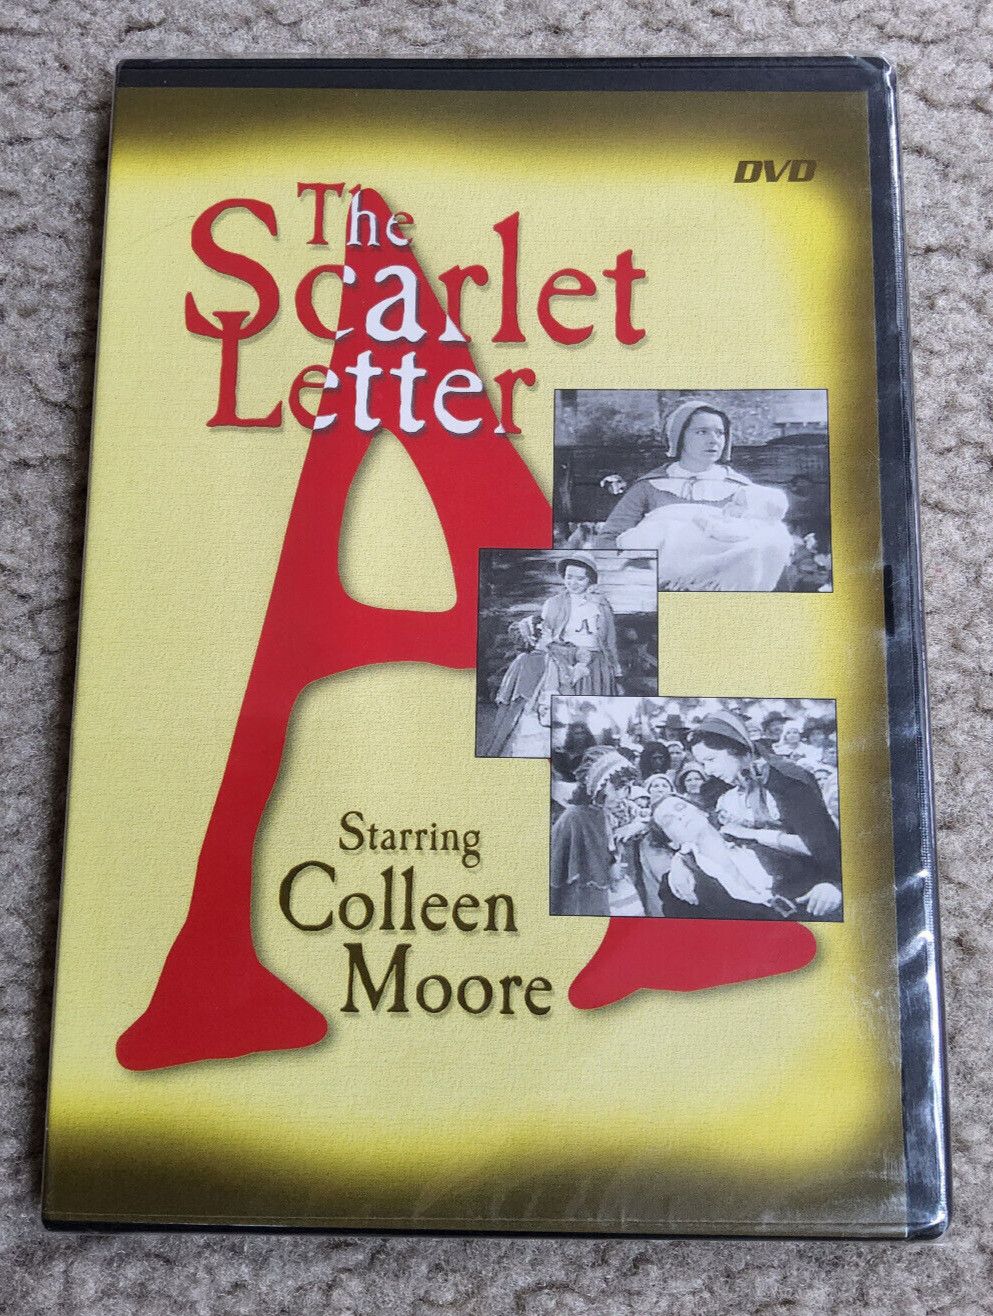 DVD
The
Scarlet
Letter
A
A
Starring
Colleen
Moore